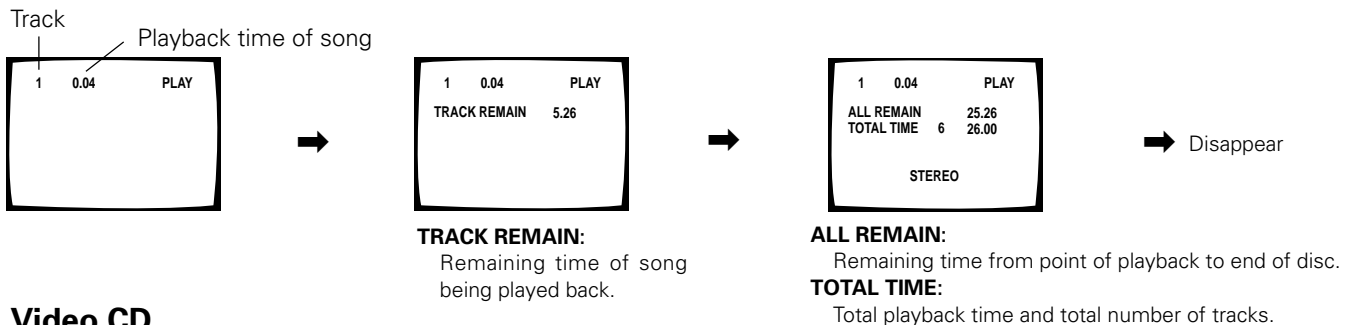 Track
Playback time of song
1 0.04 PLAY
1 0.04 PLAY
TRACK REMAIN 5.26
1 0.04 PLAY
ALL REMAIN 25.26
TOTAL TIME 6 26.00
STEREO
Disappear
TRACK REMAIN:
Remaining time of song
being played back.
ALL REMAIN:
Remaining time from point of playback to end of disc.
TOTAL TIME:
Total playback time and total number of tracks.
Video CD